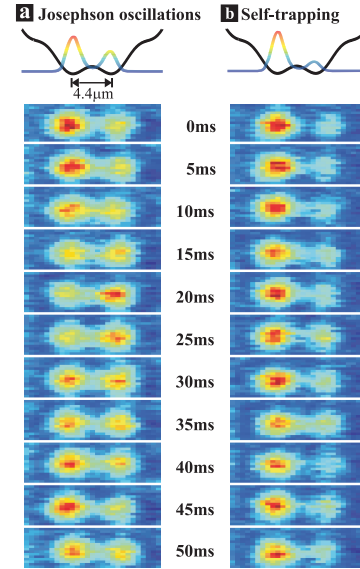 a Josephson oscillations
b Self-trapping
4.4μm
0ms
5ms
10ms
15ms
20ms
25ms
30ms
35ms
40ms
45ms
50ms